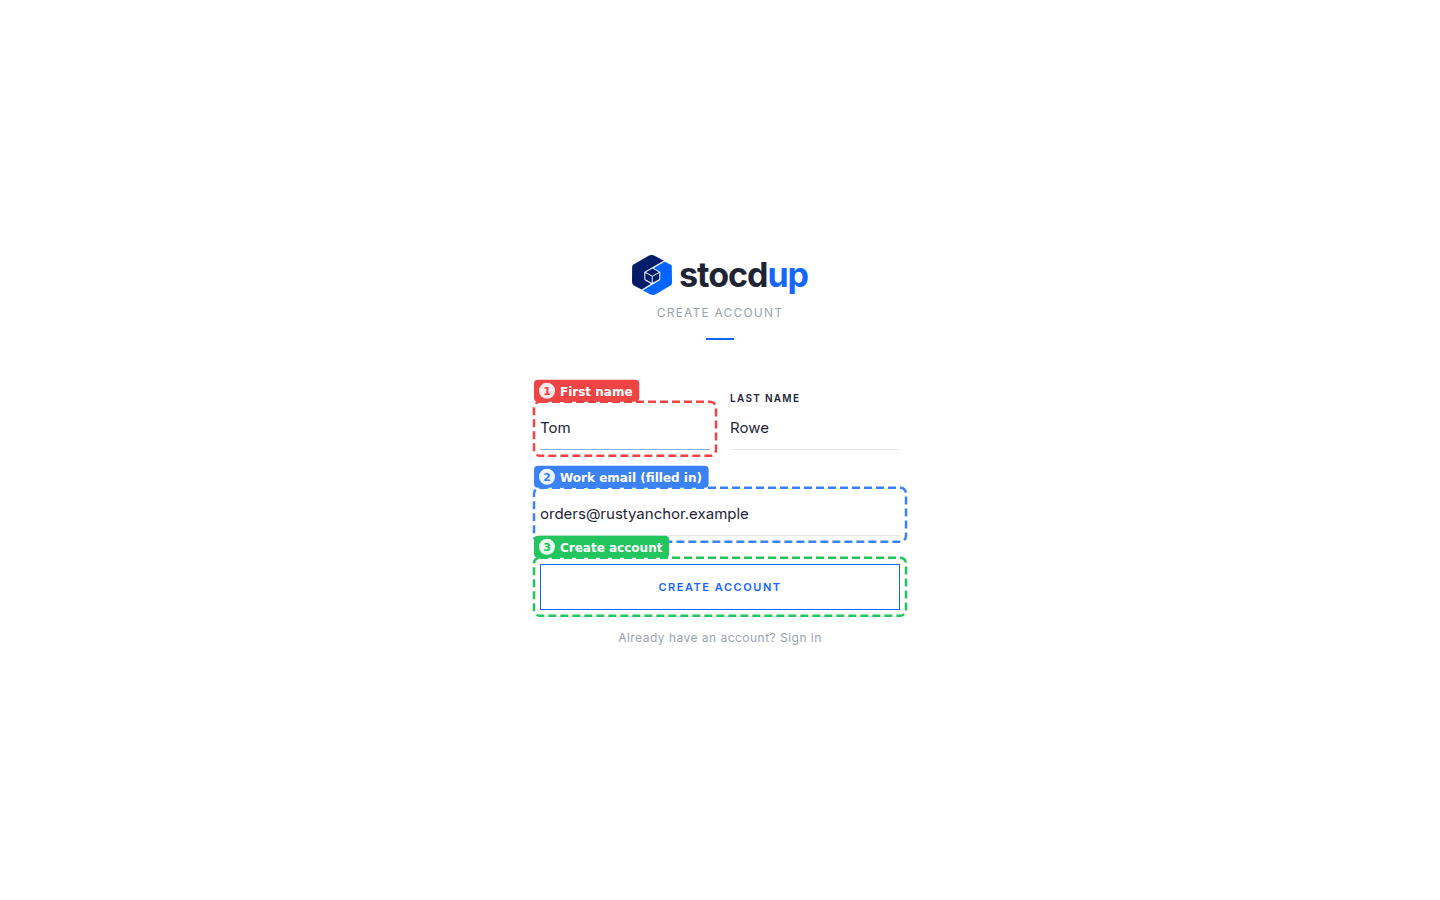 stocdup
CREATE ACCOUNT
1 First name
LAST NAME
Tom
Rowe
2 Work email (filled in)
orders@rustyanchor.example
3 Create account
CREATE ACCOUNT
Already have an account? Sign in